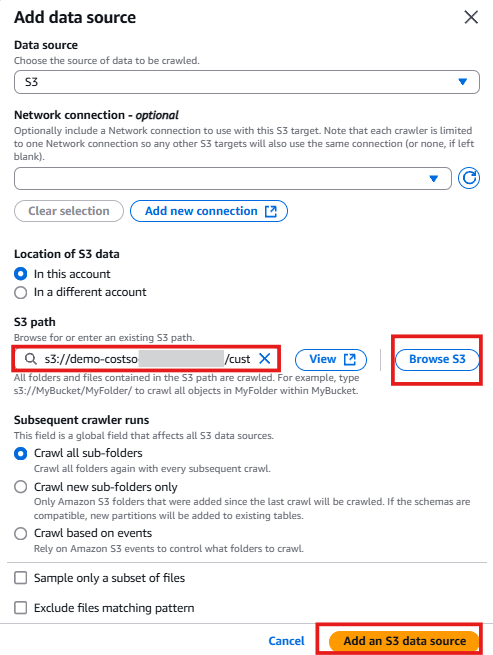 Add data source
Data source
Choose the source of data to be crawled.
S3
Network connection - optional
Optionally include a Network connection to use with this S3 target. Note that each crawler is limited
to one Network connection so any other S3 targets will also use the same connection (or none, if left
blank).
Clear selection
Add new connection
Location of S3 data
In this account
In a different account
S3 path
Browse for or enter an existing S3 path.
s3://demo-costso /cust
View
Browse S3
All folders and files contained in the S3 path are crawled. For example, type
s3://MyBucket/MyFolder/ to crawl all objects in MyFolder within MyBucket.
Subsequent crawler runs
This field is a global field that affects all S3 data sources.
Crawl all sub-folders
Crawl all folders again with every subsequent crawl.
Crawl new sub-folders only
Only Amazon S3 folders that were added since the last crawl will be crawled. If the schemas are
compatible, new partitions will be added to existing tables.
Crawl based on events
Rely on Amazon S3 events to control what folders to crawl.
Sample only a subset of files
Exclude files matching pattern
Cancel
Add an S3 data source